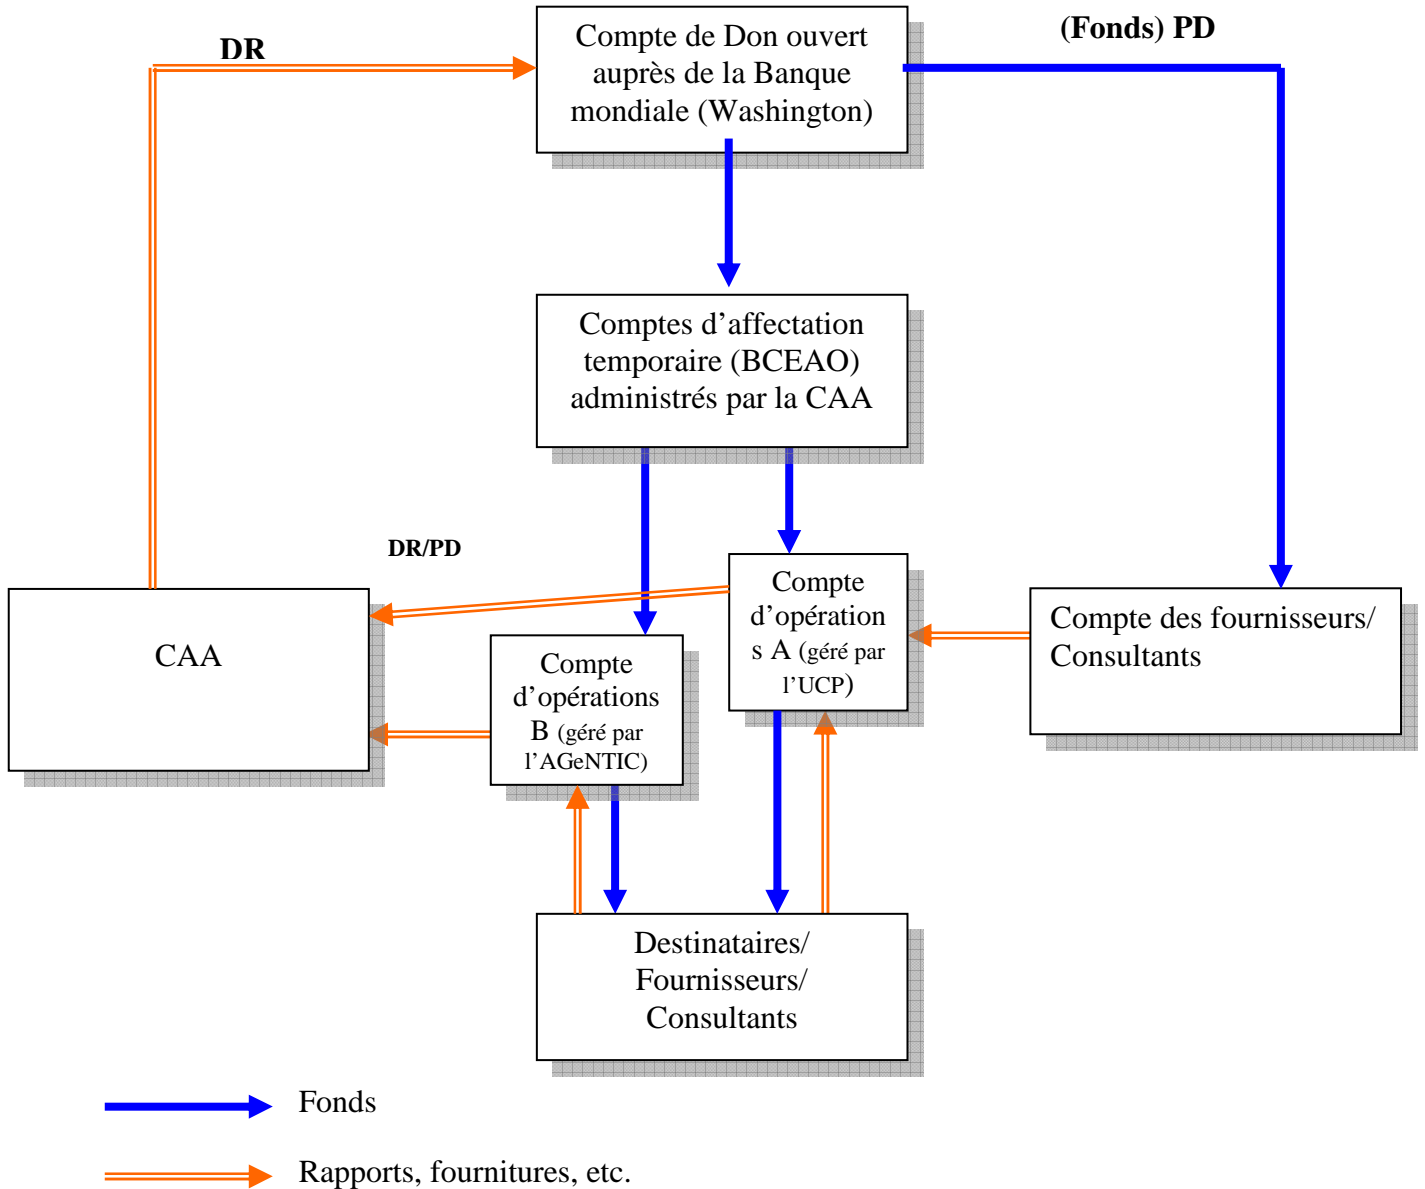 DR
Compte de Don ouvert
auprès de la Banque
mondiale (Washington)
(Fonds) PD
Comptes d’affectation
temporaire (BCEAO)
administrés par la CAA
DR/PD
CAA
Compte
d’opérations
B (géré par
l’AGeNTIC)
Compte
d’opération
s A (géré par
l’UCP)
Compte des fournisseurs/
Consultants
Destinataires/
Fournisseurs/
Consultants
Fonds
Rapports, fournitures, etc.